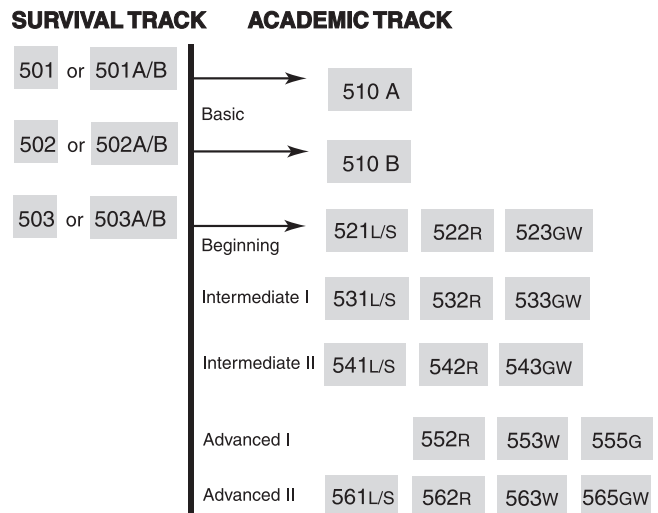 SURVIVAL TRACK ACADEMIC TRACK
501 or 501A/B
510 A
Basic
502 or 502A/B
510 B
503 or 503A/B
Beginning 521L/S 522R 523GW
Intermediate I 531L/S 532R 533GW
Intermediate II 541L/S 542R 543GW
Advanced I 552R 553W 555G
Advanced II 561L/S 562R 563W 565GW